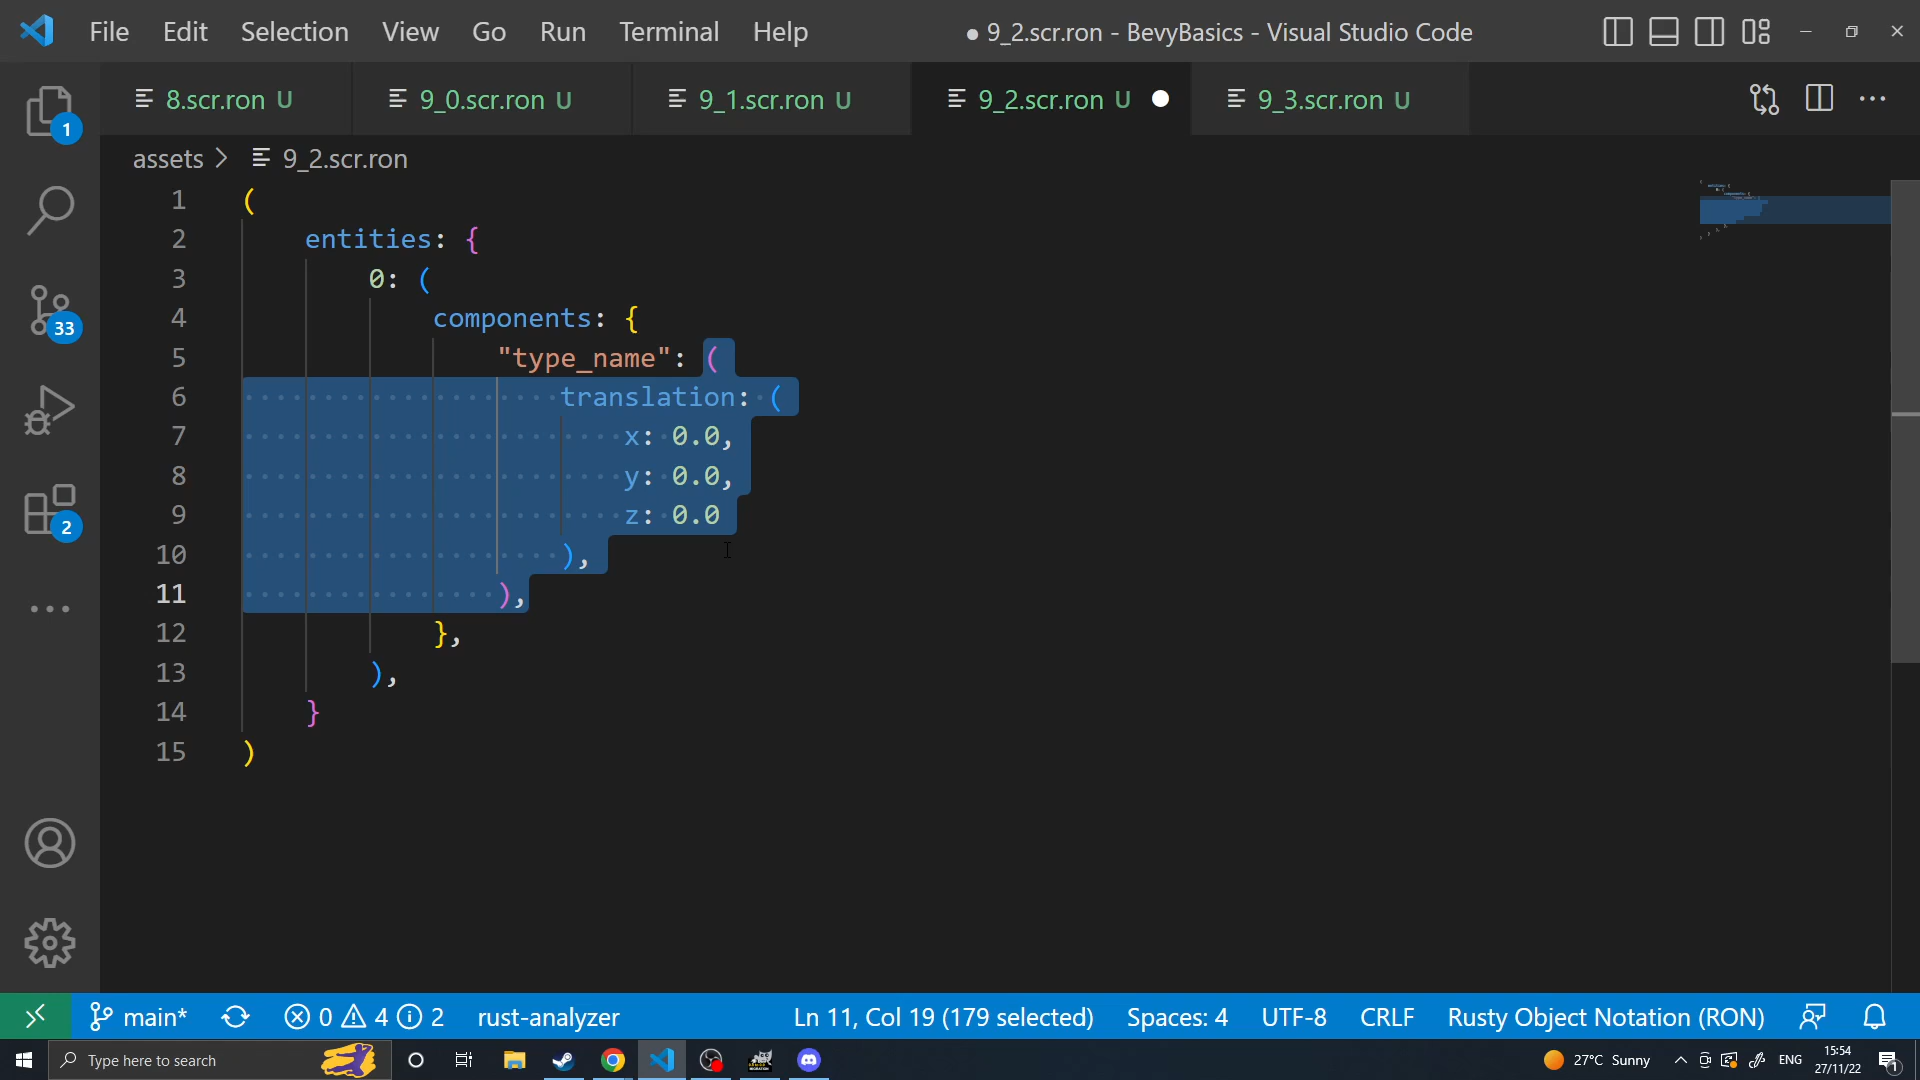 File Edit Selection View Go Run Terminal Help
● 9_2.scr.ron - BevyBasics - Visual Studio Code
8.scr.ron U
9_0.scr.ron U
9_1.scr.ron U
9_2.scr.ron U
9_3.scr.ron U
assets > 9_2.scr.ron
1 (
2 entities: {
3 0: (
4 components: {
5 "type_name": (
6 translation: (
7 x: 0.0,
8 y: 0.0,
9 z: 0.0
10 ),
11 ),
12 },
13 ),
14 }
15 )
1
33
2
main* 0 4 2 rust-analyzer Ln 11, Col 19 (179 selected) Spaces: 4 UTF-8 CRLF Rusty Object Notation (RON)
Type here to search
27°C Sunny ENG
15:54
27/11/22
1